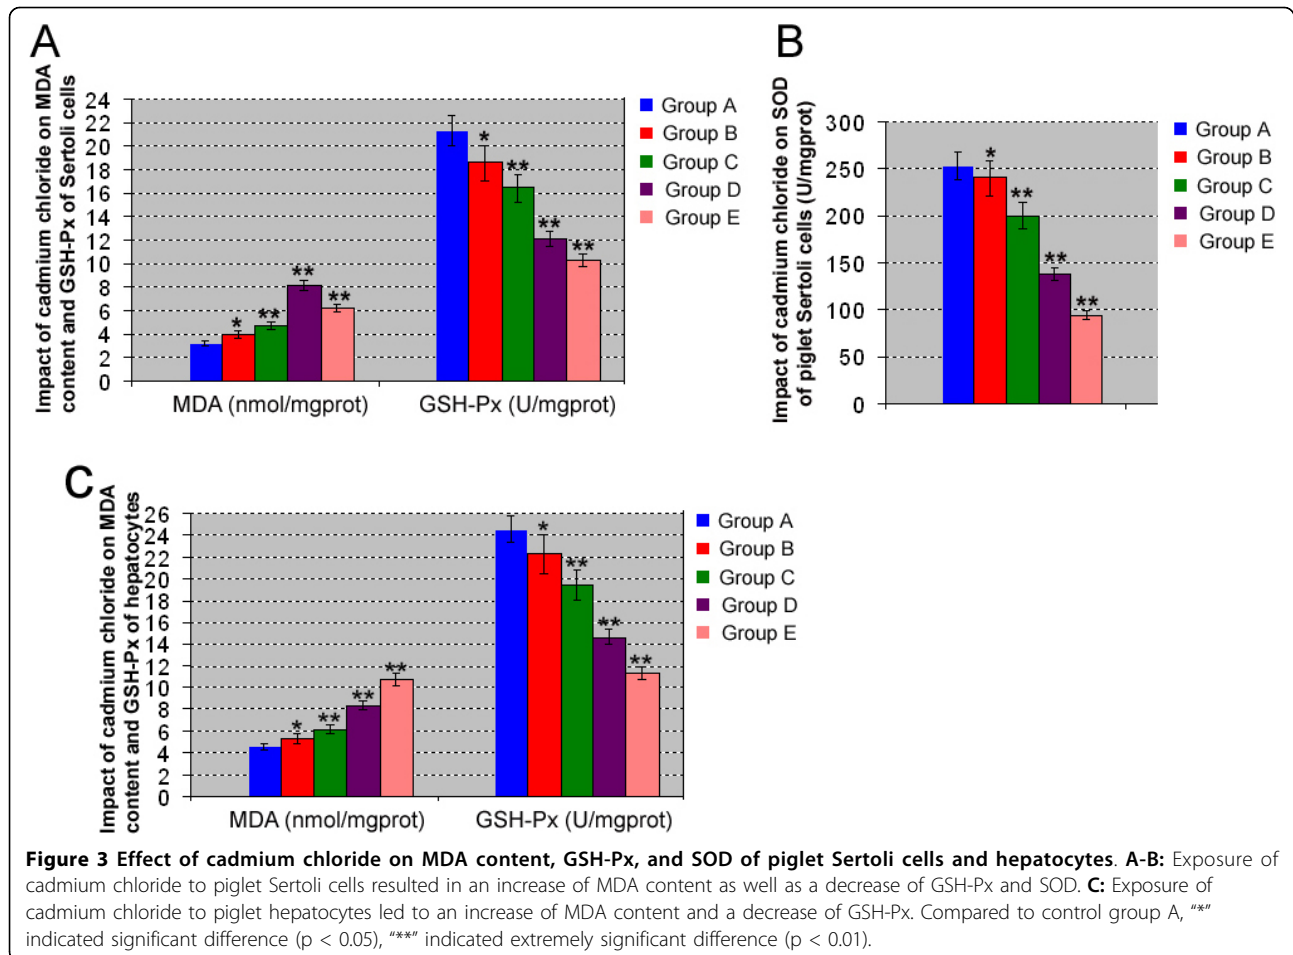 A
Impact of cadmium chloride on MDA
content and GSH-Px of Sertoli cells
24
22
20
18
16
14
12
10
8
6
4
2
0
*
**
**
**
*
**
**
**
MDA (nmol/mgprot)
GSH-Px (U/mgprot)
Group A
Group B
Group C
Group D
Group E
B
Impact of cadmium chloride on SOD
of piglet Sertoli cells (U/mgprot)
300
250
200
150
100
50
0
*
**
**
**
Group A
Group B
Group C
Group D
Group E
C
Impact of cadmium chloride on MDA
content and GSH-Px of hepatocytes
26
24
22
20
18
16
14
12
10
8
6
4
2
0
*
**
**
**
*
**
**
**
MDA (nmol/mgprot)
GSH-Px (U/mgprot)
Group A
Group B
Group C
Group D
Group E
Figure 3 Effect of cadmium chloride on MDA content, GSH-Px, and SOD of piglet Sertoli cells and hepatocytes. A-B: Exposure of
cadmium chloride to piglet Sertoli cells resulted in an increase of MDA content as well as a decrease of GSH-Px and SOD. C: Exposure of
cadmium chloride to piglet hepatocytes led to an increase of MDA content and a decrease of GSH-Px. Compared to control group A, “*”
indicated significant difference (p < 0.05), “**” indicated extremely significant difference (p < 0.01).